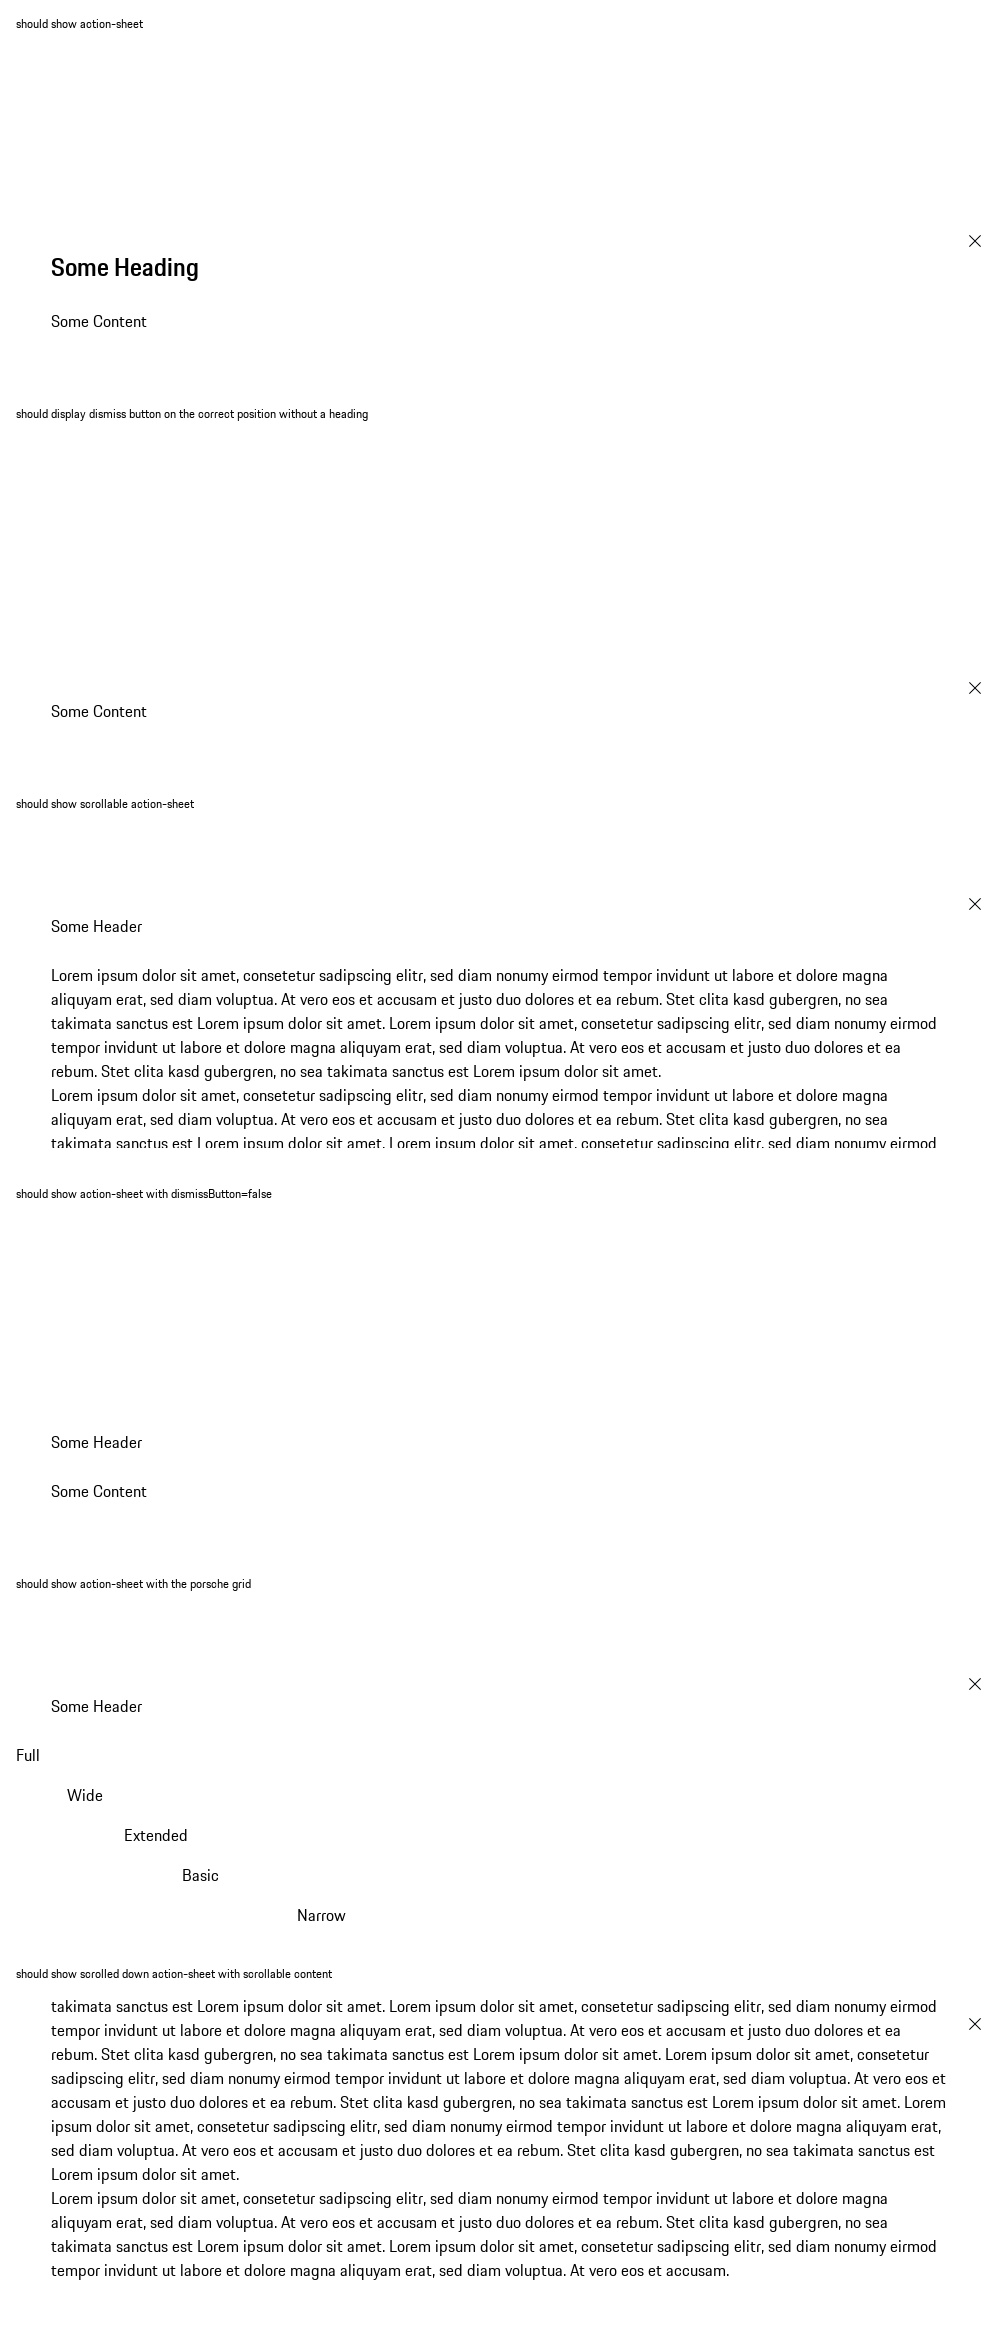 should show action-sheet
Some Heading
Some Content
should display dismiss button on the correct position without a heading
Some Content
should show scrollable action-sheet
Some Header
Lorem ipsum dolor sit amet, consetetur sadipscing elitr, sed diam nonumy eirmod tempor invidunt ut labore et dolore magna
aliquyam erat, sed diam voluptua. At vero eos et accusam et justo duo dolores et ea rebum. Stet clita kasd gubergren, no sea
takimata sanctus est Lorem ipsum dolor sit amet. Lorem ipsum dolor sit amet, consetetur sadipscing elitr, sed diam nonumy eirmod
tempor invidunt ut labore et dolore magna aliquyam erat, sed diam voluptua. At vero eos et accusam et justo duo dolores et ea
rebum. Stet clita kasd gubergren, no sea takimata sanctus est Lorem ipsum dolor sit amet.
Lorem ipsum dolor sit amet, consetetur sadipscing elitr, sed diam nonumy eirmod tempor invidunt ut labore et dolore magna
aliquyam erat, sed diam voluptua. At vero eos et accusam et justo duo dolores et ea rebum. Stet clita kasd gubergren, no sea
takimata sanctus est Lorem ipsum dolor sit amet. Lorem ipsum dolor sit amet, consetetur sadipscing elitr, sed diam nonumy eirmod
should show action-sheet with dismissButton=false
Some Header
Some Content
should show action-sheet with the porsche grid
Some Header
Full
Wide
Extended
Basic
Narrow
should show scrolled down action-sheet with scrollable content
takimata sanctus est Lorem ipsum dolor sit amet. Lorem ipsum dolor sit amet, consetetur sadipscing elitr, sed diam nonumy eirmod
tempor invidunt ut labore et dolore magna aliquyam erat, sed diam voluptua. At vero eos et accusam et justo duo dolores et ea
rebum. Stet clita kasd gubergren, no sea takimata sanctus est Lorem ipsum dolor sit amet. Lorem ipsum dolor sit amet, consetetur
sadipscing elitr, sed diam nonumy eirmod tempor invidunt ut labore et dolore magna aliquyam erat, sed diam voluptua. At vero eos et
accusam et justo duo dolores et ea rebum. Stet clita kasd gubergren, no sea takimata sanctus est Lorem ipsum dolor sit amet. Lorem
ipsum dolor sit amet, consetetur sadipscing elitr, sed diam nonumy eirmod tempor invidunt ut labore et dolore magna aliquyam erat,
sed diam voluptua. At vero eos et accusam et justo duo dolores et ea rebum. Stet clita kasd gubergren, no sea takimata sanctus est
Lorem ipsum dolor sit amet.
Lorem ipsum dolor sit amet, consetetur sadipscing elitr, sed diam nonumy eirmod tempor invidunt ut labore et dolore magna
aliquyam erat, sed diam voluptua. At vero eos et accusam et justo duo dolores et ea rebum. Stet clita kasd gubergren, no sea
takimata sanctus est Lorem ipsum dolor sit amet. Lorem ipsum dolor sit amet, consetetur sadipscing elitr, sed diam nonumy eirmod
tempor invidunt ut labore et dolore magna aliquyam erat, sed diam voluptua. At vero eos et accusam.